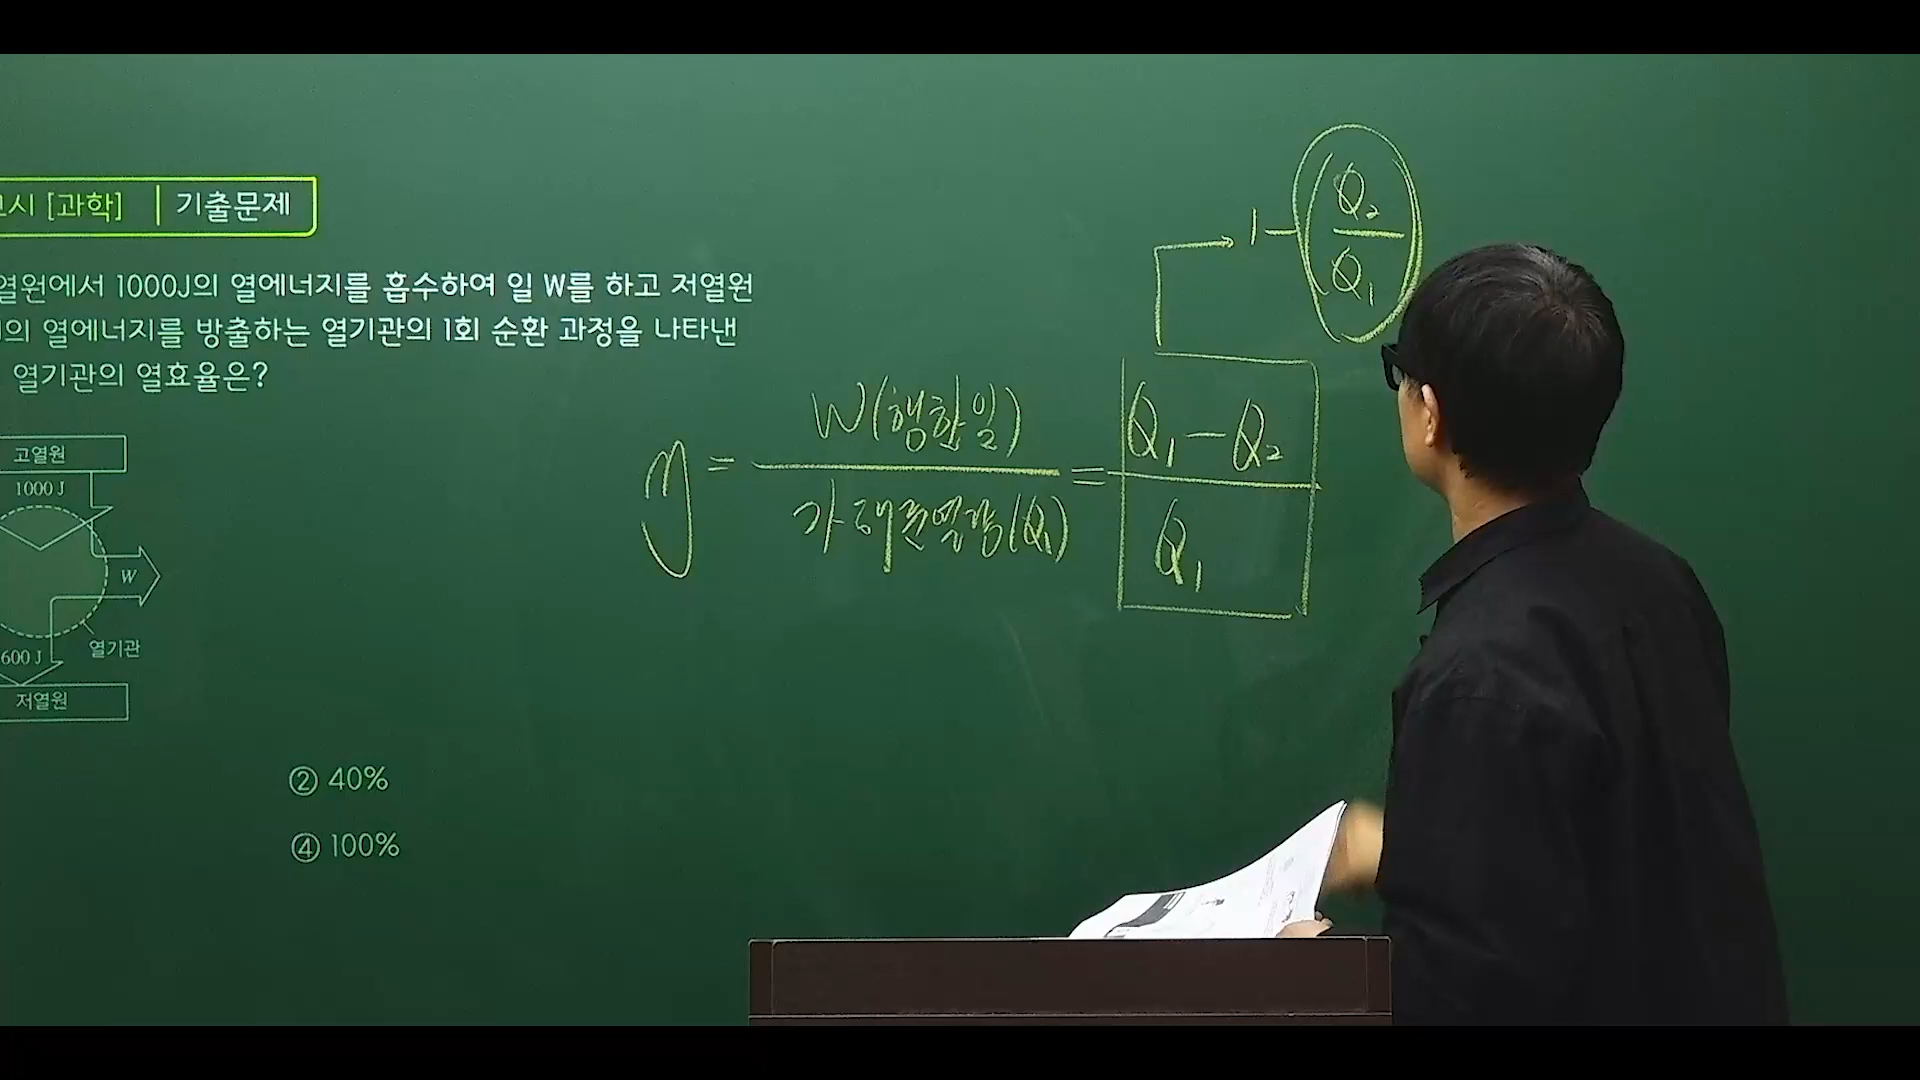 고시 [과학] | 기출문제
열원에서 1000J의 열에너지를 흡수하여 일 W를 하고 저열원
의 열에너지를 방출하는 열기관의 1회 순환 과정을 나타낸
열기관의 열효율은?
고열원
1000 J
W
열기관
600 J
저열원
② 40%
④ 100%
1 - (Q₂/Q₁)
η = W(행한일) / 가해준열량(Q₁) = Q₁ - Q₂ / Q₁